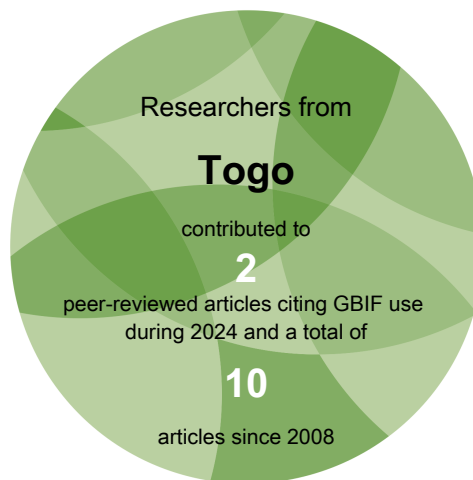 Researchers from
Togo
contributed to
2
peer-reviewed articles citing GBIF use
during 2024 and a total of
10
articles since 2008